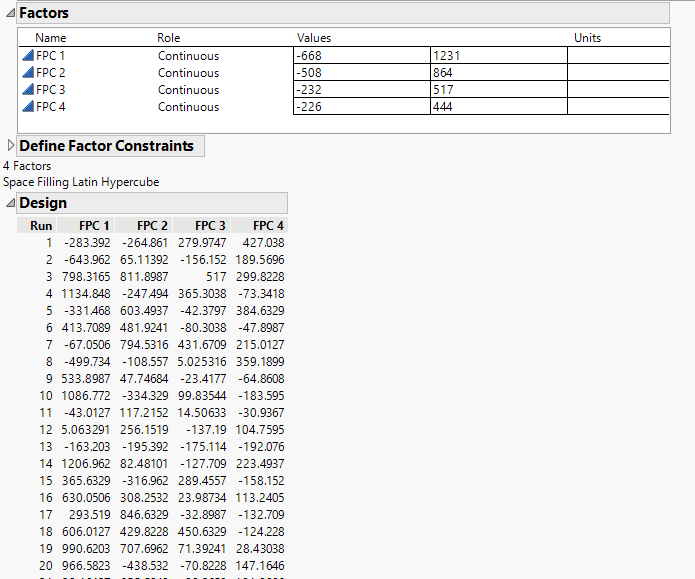 Factors
Name Role Values Units
FPC 1 Continuous -668 1231
FPC 2 Continuous -508 864
FPC 3 Continuous -232 517
FPC 4 Continuous -226 444
Define Factor Constraints
4 Factors
Space Filling Latin Hypercube
Design
Run FPC 1 FPC 2 FPC 3 FPC 4
1 -283.392 -264.861 279.9747 427.038
2 -643.962 65.11392 -156.152 189.5696
3 798.3165 811.8987 517 299.8228
4 1134.848 -247.494 365.3038 -73.3418
5 -331.468 603.4937 -42.3797 384.6329
6 413.7089 481.9241 -80.3038 -47.8987
7 -67.0506 794.5316 431.6709 215.0127
8 -499.734 -108.557 5.025316 359.1899
9 533.8987 47.74684 -23.4177 -64.8608
10 1086.772 -334.329 99.83544 -183.595
11 -43.0127 117.2152 14.50633 -30.9367
12 5.063291 256.1519 -137.19 104.7595
13 -163.203 -195.392 -175.114 -192.076
14 1206.962 82.48101 -127.709 223.4937
15 365.6329 -316.962 289.4557 -158.152
16 630.0506 308.2532 23.98734 113.2405
17 293.519 846.6329 -32.8987 -132.709
18 606.0127 429.8228 450.6329 -124.228
19 990.6203 707.6962 71.39241 28.43038
20 966.5823 -438.532 -70.8228 147.1646